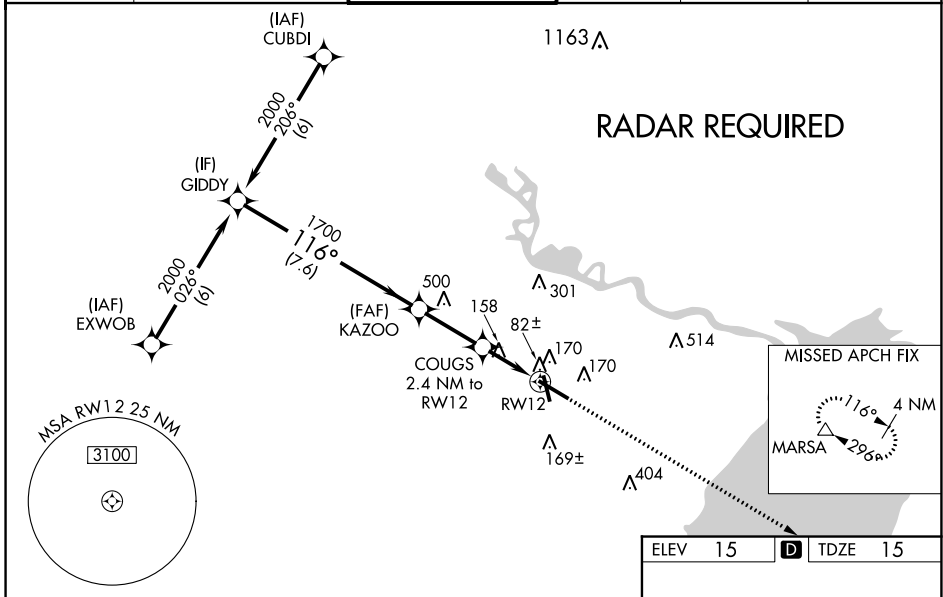 (IAF)
CUBDI
1163
2000
206°
(6)
RADAR REQUIRED
(IF)
GIDDY
1700
116°
(7.6)
2000
026°
(6)
(IAF)
EXWOB
500
301
(FAF)
KAZOO
158
82±
170
514
COUGS
2.4 NM to
RW12
170
RW12
MISSED APCH FIX
116°
4 NM
MARSA
296°
MSA RW12 25 NM
3100
169±
404
ELEV 15 D TDZE 15